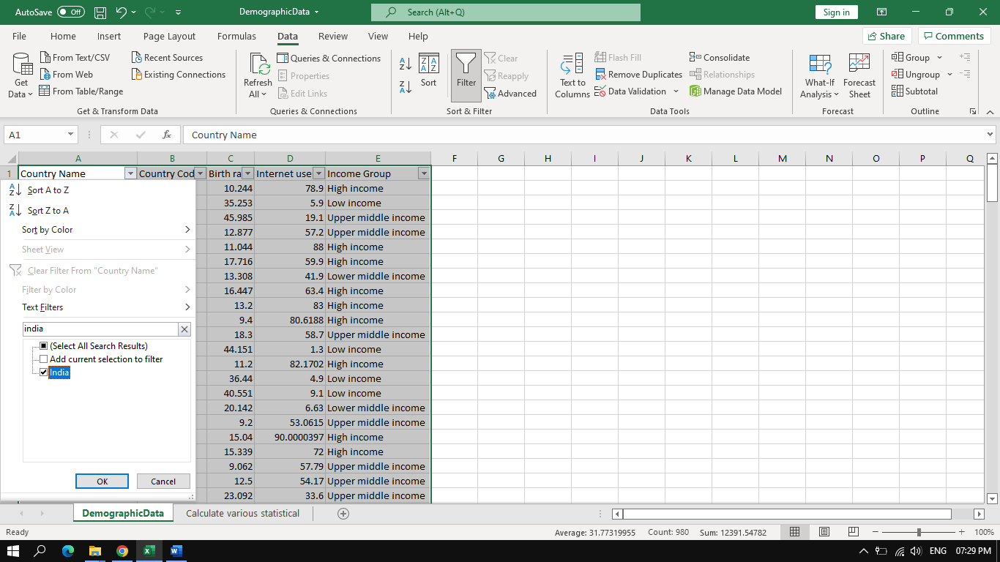 AutoSave Off DemographicData Search (Alt+Q) Sign in
File Home Insert Page Layout Formulas Data Review View Help Share Comments
Get Data
From Text/CSV
From Web
From Table/Range
Recent Sources
Existing Connections
Get & Transform Data
Refresh All
Queries & Connections
Properties
Edit Links
Queries & Connections
Sort
Filter
Clear
Reapply
Advanced
Sort & Filter
Text to Columns
Flash Fill
Remove Duplicates
Data Validation
Consolidate
Relationships
Manage Data Model
Data Tools
What-If Analysis
Forecast Sheet
Forecast
Group
Ungroup
Subtotal
Outline
A1 fx Country Name
A B C D E F G H I J K L M N O P Q
1 Country Name Country Cod Birth ra Internet use Income Group
10.244 78.9 High income
35.253 5.9 Low income
45.985 19.1 Upper middle income
12.877 57.2 Upper middle income
11.044 88 High income
17.716 59.9 High income
13.308 41.9 Lower middle income
16.447 63.4 High income
13.2 83 High income
9.4 80.6188 High income
18.3 58.7 Upper middle income
44.151 1.3 Low income
11.2 82.1702 High income
36.44 4.9 Low income
40.551 9.1 Low income
20.142 6.63 Lower middle income
9.2 53.0615 Upper middle income
15.04 90.0000397 High income
15.339 72 High income
9.062 57.79 Upper middle income
12.5 54.17 Upper middle income
23.092 33.6 Upper middle income
Sort A to Z
Sort Z to A
Sort by Color
Sheet View
Clear Filter From "Country Name"
Filter by Color
Text Filters
india
(Select All Search Results)
Add current selection to filter
India
OK Cancel
DemographicData Calculate various statistical
Ready Average: 31.77319955 Count: 980 Sum: 12391.54782 100%
ENG 07:29 PM